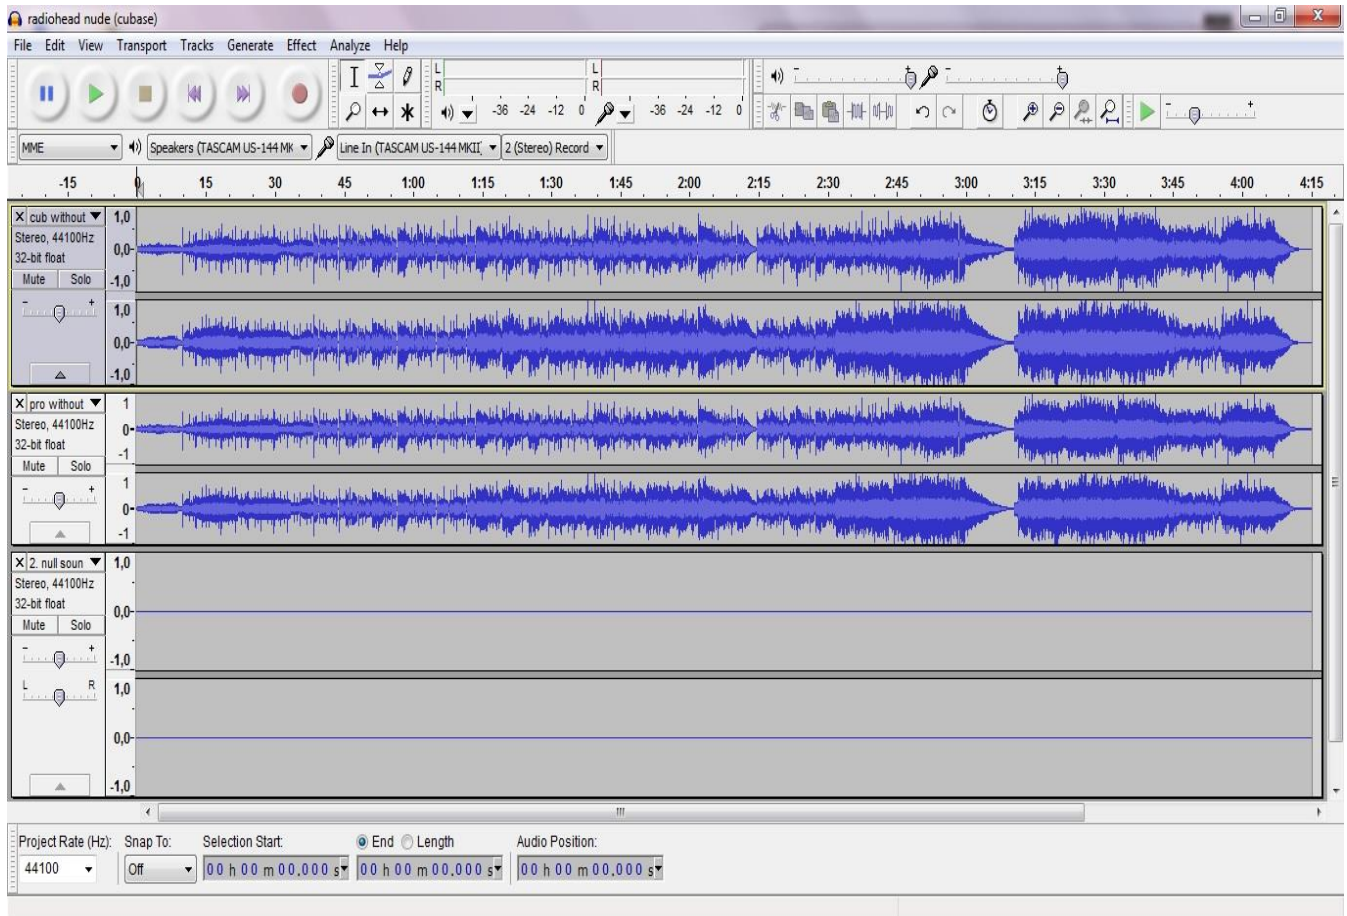 radiohead nude (cubase)
File Edit View Transport Tracks Generate Effect Analyze Help
L
R
-36 -24 -12 0
L
R
-36 -24 -12 0
MME
Speakers (TASCAM US-144 MK
Line In (TASCAM US-144 MKII,
2 (Stereo) Record
-15 0 15 30 45 1:00 1:15 1:30 1:45 2:00 2:15 2:30 2:45 3:00 3:15 3:30 3:45 4:00 4:15
X cub without
Stereo, 44100Hz
32-bit float
Mute Solo
- +
1,0
0,0-
-1,0
1,0
0,0-
-1,0
X pro without
Stereo, 44100Hz
32-bit float
Mute Solo
- +
1
0-
-1
1
0-
-1
X 2. null soun
Stereo, 44100Hz
32-bit float
Mute Solo
- +
L R
1,0
0,0-
-1,0
1,0
0,0-
-1,0
Project Rate (Hz): Snap To: Selection Start: End Length Audio Position:
44100 Off 00 h 00 m 00.000 s 00 h 00 m 00.000 s 00 h 00 m 00.000 s